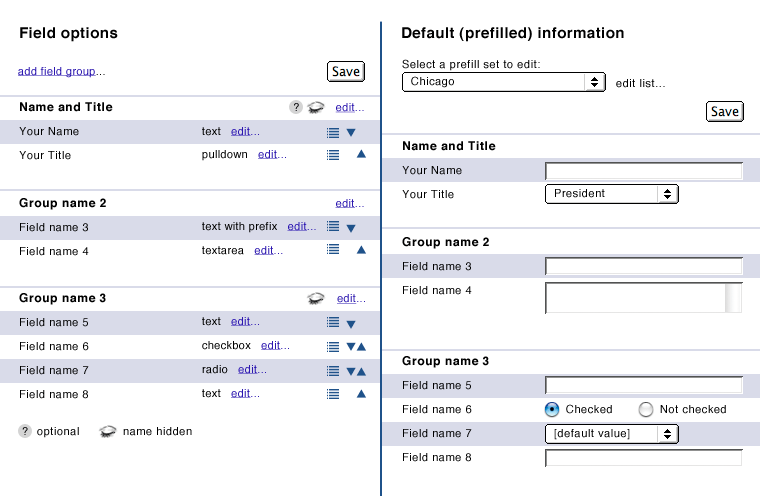 Field options
add field group...
Save
Name and Title
? edit...
Your Name text edit...
Your Title pulldown edit...
Group name 2 edit...
Field name 3 text with prefix edit...
Field name 4 textarea edit...
Group name 3 edit...
Field name 5 text edit...
Field name 6 checkbox edit...
Field name 7 radio edit...
Field name 8 text edit...
? optional name hidden
Default (prefilled) information
Select a prefill set to edit:
Chicago edit list...
Save
Name and Title
Your Name
Your Title President
Group name 2
Field name 3
Field name 4
Group name 3
Field name 5
Field name 6 Checked Not checked
Field name 7 [default value]
Field name 8